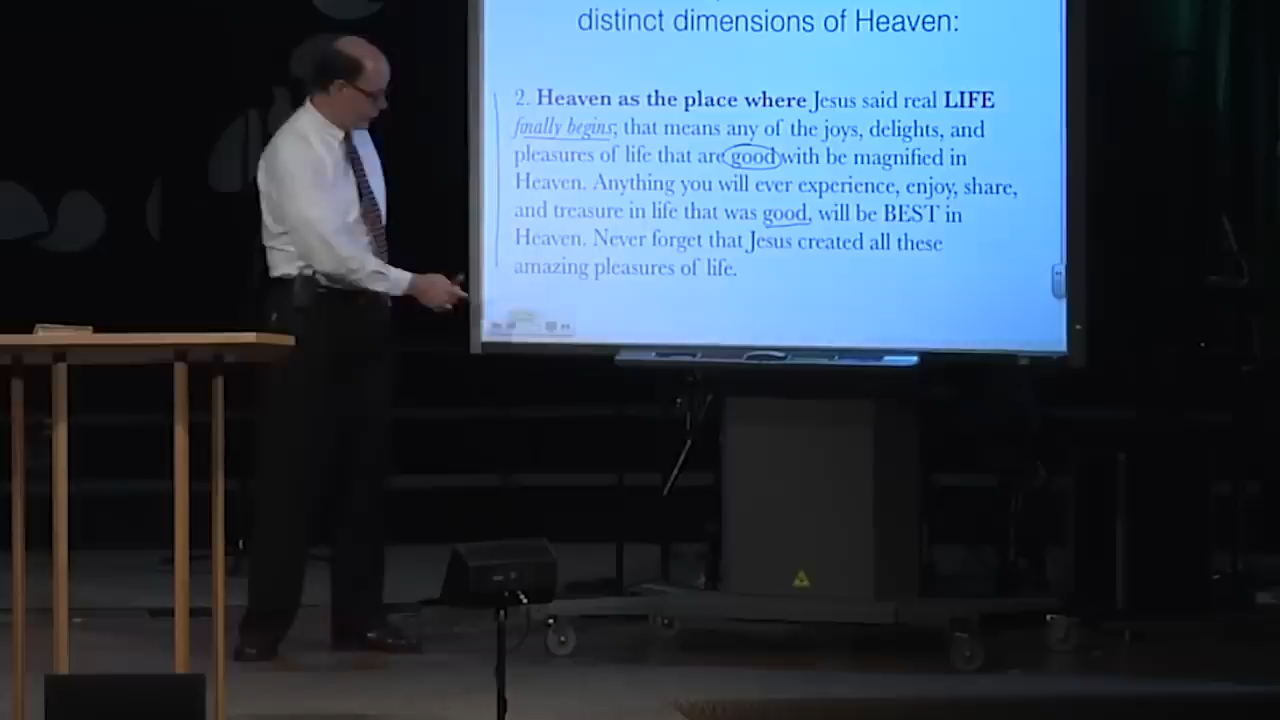 distinct dimensions of Heaven:
2. Heaven as the place where Jesus said real LIFE
finally begins; that means any of the joys, delights, and
pleasures of life that are good with be magnified in
Heaven. Anything you will ever experience, enjoy, share,
and treasure in life that was good, will be BEST in
Heaven. Never forget that Jesus created all these
amazing pleasures of life.